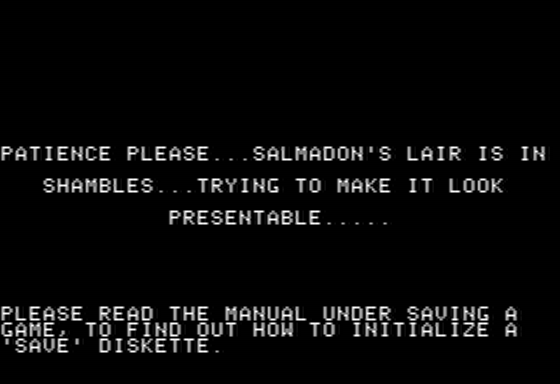 PATIENCE PLEASE...SALMADON'S LAIR IS IN
SHAMBLES...TRYING TO MAKE IT LOOK
PRESENTABLE.....
PLEASE READ THE MANUAL UNDER SAVING A
GAME, TO FIND OUT HOW TO INITIALIZE A
'SAVE' DISKETTE.